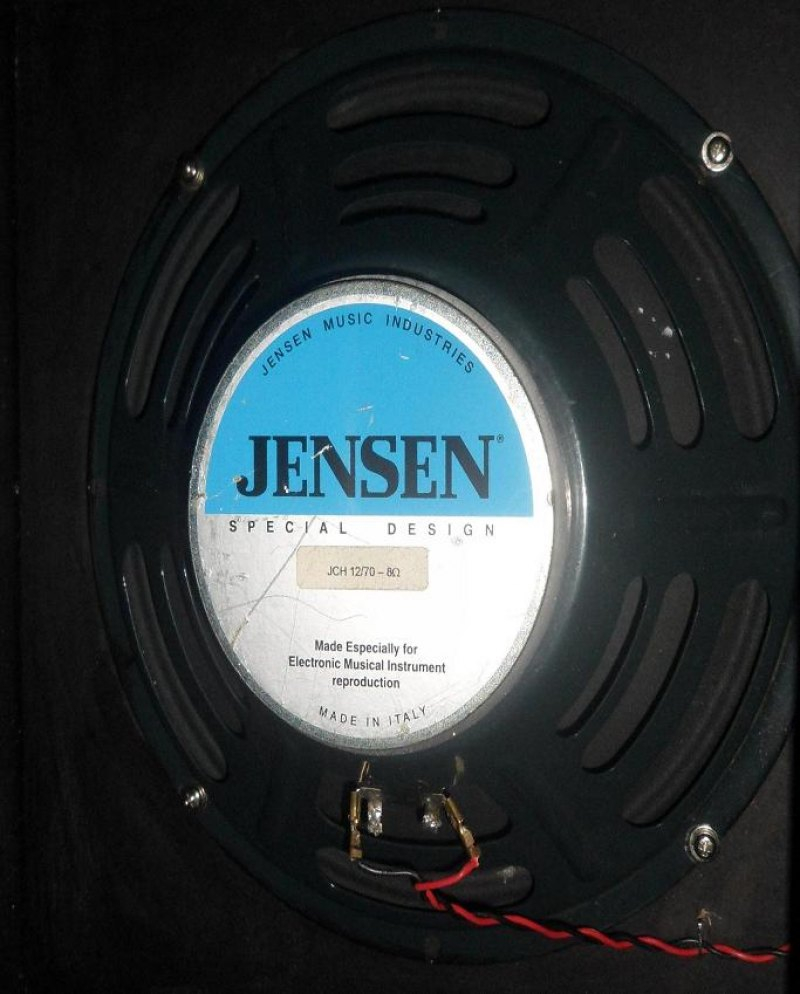 JENSEN MUSIC INDUSTRIES
JENSEN®
SPECIAL DESIGN
JCH 12/70 – 8Ω
Made Especially for
Electronic Musical Instrument
reproduction
MADE IN ITALY